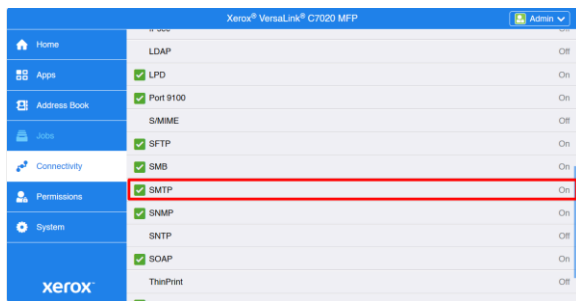 Xerox® VersaLink® C7020 MFP
Admin
Home
Apps
Address Book
Jobs
Connectivity
Permissions
System
xerox™
LDAP Off
LPD On
Port 9100 On
S/MIME Off
SFTP On
SMB On
SMTP On
SNMP On
SNTP Off
SOAP On
ThinPrint Off